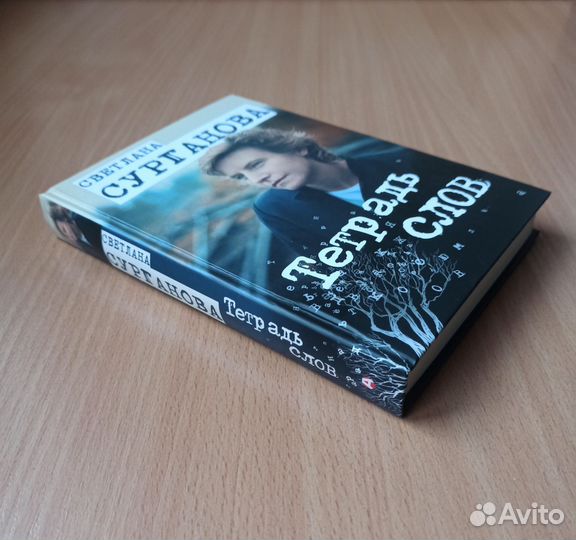 СВЕТЛАНА
СУРГАНОВА
Тетрадь
слов
СВЕТЛАНА
СУРГАНОВА
Тетрадь
слов
Avito